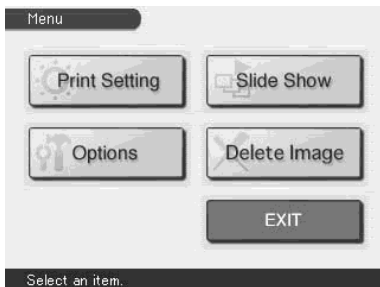 Menu
Print Setting
Slide Show
Options
Delete Image
EXIT
Select an item.